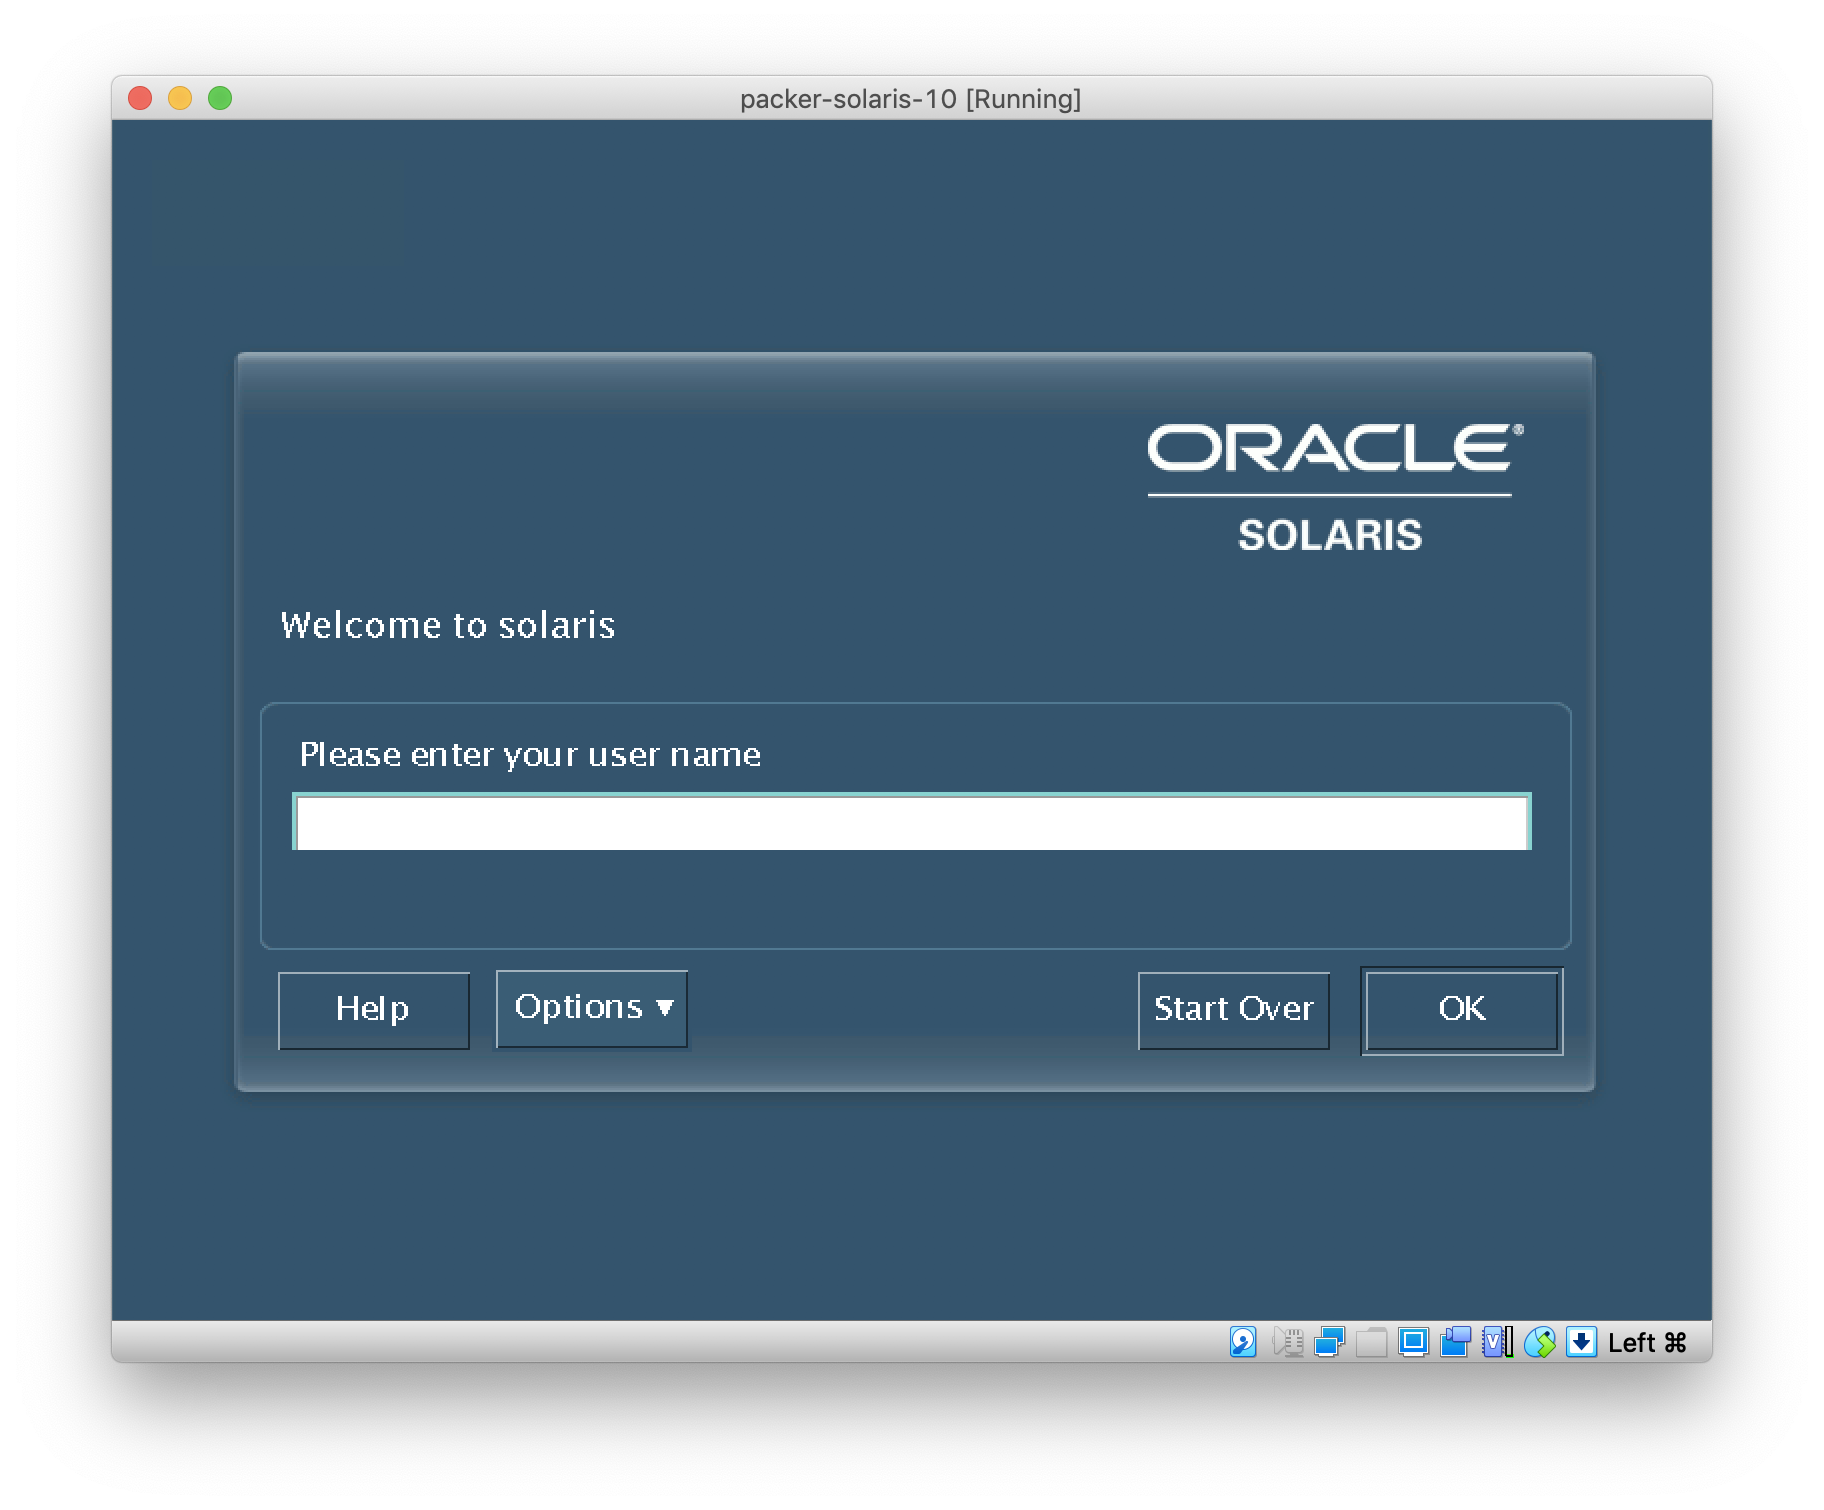 packer-solaris-10 [Running]
ORACLE®
SOLARIS
Welcome to solaris
Please enter your user name
Help
Options ▼
Start Over
OK
Left ⌘